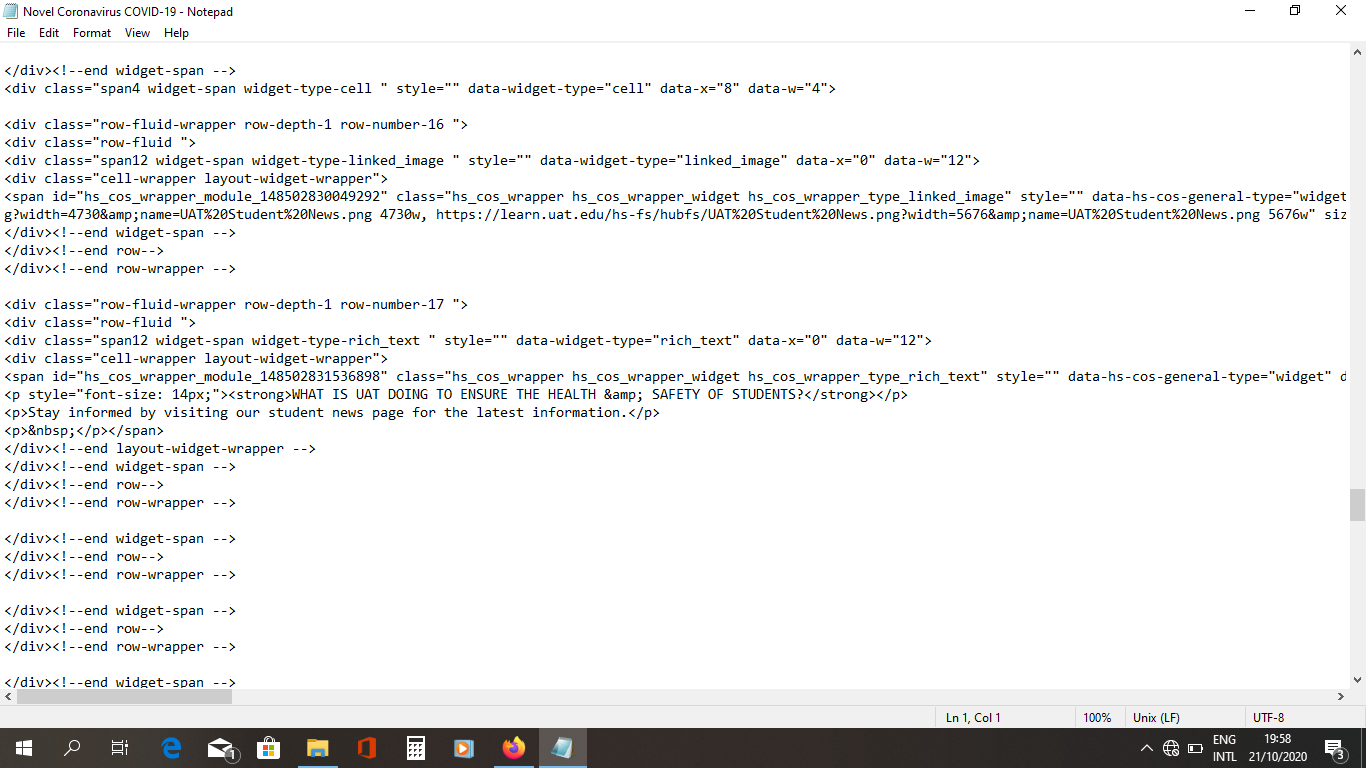 Novel Coronavirus COVID-19 - Notepad
File Edit Format View Help
</div><!--end widget-span -->
<div class="span4 widget-span widget-type-cell " style="" data-widget-type="cell" data-x="8" data-w="4">
<div class="row-fluid-wrapper row-depth-1 row-number-16 ">
<div class="row-fluid ">
<div class="span12 widget-span widget-type-linked_image " style="" data-widget-type="linked_image" data-x="0" data-w="12">
<div class="cell-wrapper layout-widget-wrapper">
<span id="hs_cos_wrapper_module_148502830049292" class="hs_cos_wrapper hs_cos_wrapper_widget hs_cos_wrapper_type_linked_image" style="" data-hs-cos-general-type="widget
g?width=4730&amp;name=UAT%20Student%20News.png 4730w, https://learn.uat.edu/hs-fs/hubfs/UAT%20Student%20News.png?width=5676&amp;name=UAT%20Student%20News.png 5676w" siz
</div><!--end widget-span -->
</div><!--end row-->
</div><!--end row-wrapper -->
<div class="row-fluid-wrapper row-depth-1 row-number-17 ">
<div class="row-fluid ">
<div class="span12 widget-span widget-type-rich_text " style="" data-widget-type="rich_text" data-x="0" data-w="12">
<div class="cell-wrapper layout-widget-wrapper">
<span id="hs_cos_wrapper_module_148502831536898" class="hs_cos_wrapper hs_cos_wrapper_widget hs_cos_wrapper_type_rich_text" style="" data-hs-cos-general-type="widget" d
<p style="font-size: 14px;"><strong>WHAT IS UAT DOING TO ENSURE THE HEALTH &amp; SAFETY OF STUDENTS?</strong></p>
<p>Stay informed by visiting our student news page for the latest information.</p>
<p>&nbsp;</p></span>
</div><!--end layout-widget-wrapper -->
</div><!--end widget-span -->
</div><!--end row-->
</div><!--end row-wrapper -->
</div><!--end widget-span -->
</div><!--end row-->
</div><!--end row-wrapper -->
</div><!--end widget-span -->
</div><!--end row-->
</div><!--end row-wrapper -->
</div><!--end widget-span -->
Ln 1, Col 1 100% Unix (LF) UTF-8
1
ENG 19:58
INTL 21/10/2020 3